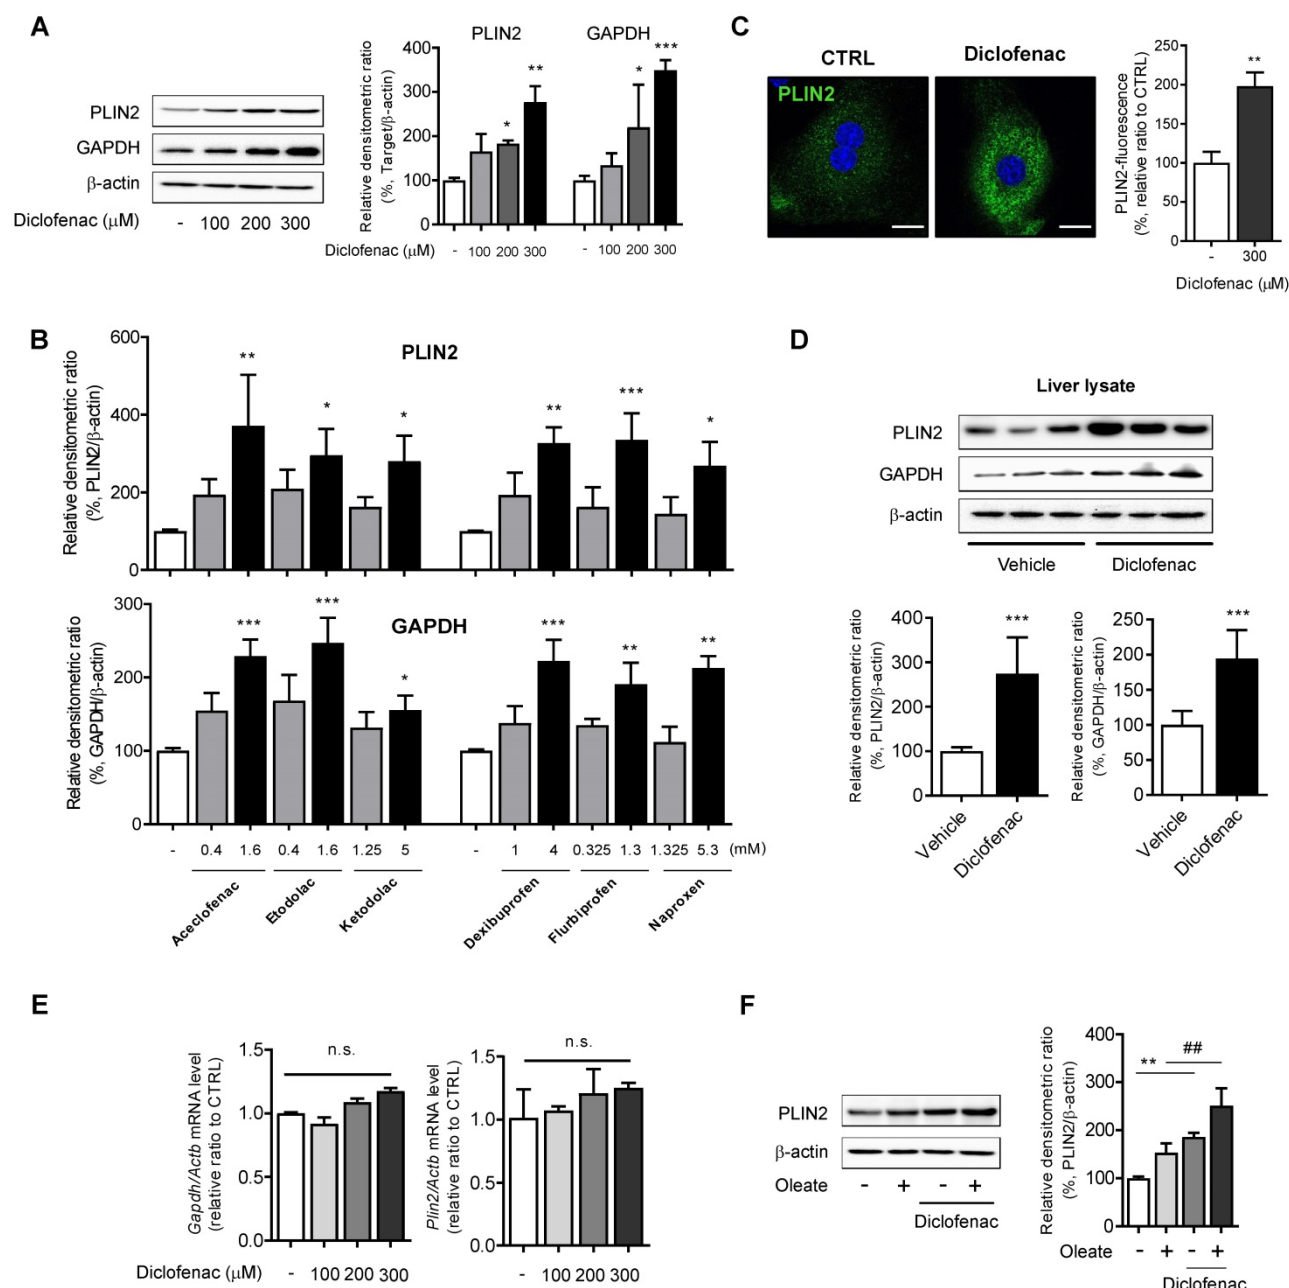 A
PLIN2
GAPDH
β-actin
Diclofenac (μM)
- 100 200 300
Relative densitometric ratio
(%, Target/β-actin)
400
300
200
100
0
PLIN2 GAPDH
* ** * ***
Diclofenac (μM) - 100 200 300 - 100 200 300
C
CTRL Diclofenac
PLIN2
PLIN2-fluorescence
(%, relative ratio to CTRL)
250
200
150
100
50
0
**
- 300
Diclofenac (μM)
B
PLIN2
Relative densitometric ratio
(%, PLIN2/β-actin)
600
400
200
0
** * * ** *** *
GAPDH
Relative densitometric ratio
(%, GAPDH/β-actin)
300
200
100
0
*** *** * *** ** **
- 0.4 1.6 0.4 1.6 1.25 5 - 1 4 0.325 1.3 1.325 5.3 (mM)
Aceclofenac
Etodolac
Ketodolac
Dexibuprofen
Flurbiprofen
Naproxen
D
Liver lysate
PLIN2
GAPDH
β-actin
Vehicle Diclofenac
Relative densitometric ratio
(%, PLIN2/β-actin)
400
300
200
100
0
***
Vehicle
Diclofenac
Relative densitometric ratio
(%, GAPDH/β-actin)
250
200
150
100
50
0
***
Vehicle
Diclofenac
E
Gapdh/Actb mRNA level
(relative ratio to CTRL)
1.5
1.0
0.5
0.0
n.s.
Plin2/Actb mRNA level
(relative ratio to CTRL)
1.5
1.0
0.5
0.0
n.s.
Diclofenac (μM) - 100 200 300 - 100 200 300
F
PLIN2
β-actin
Oleate - + - +
Diclofenac
Relative densitometric ratio
(%, PLIN2/β-actin)
400
300
200
100
0
** ##
Oleate - + - +
Diclofenac